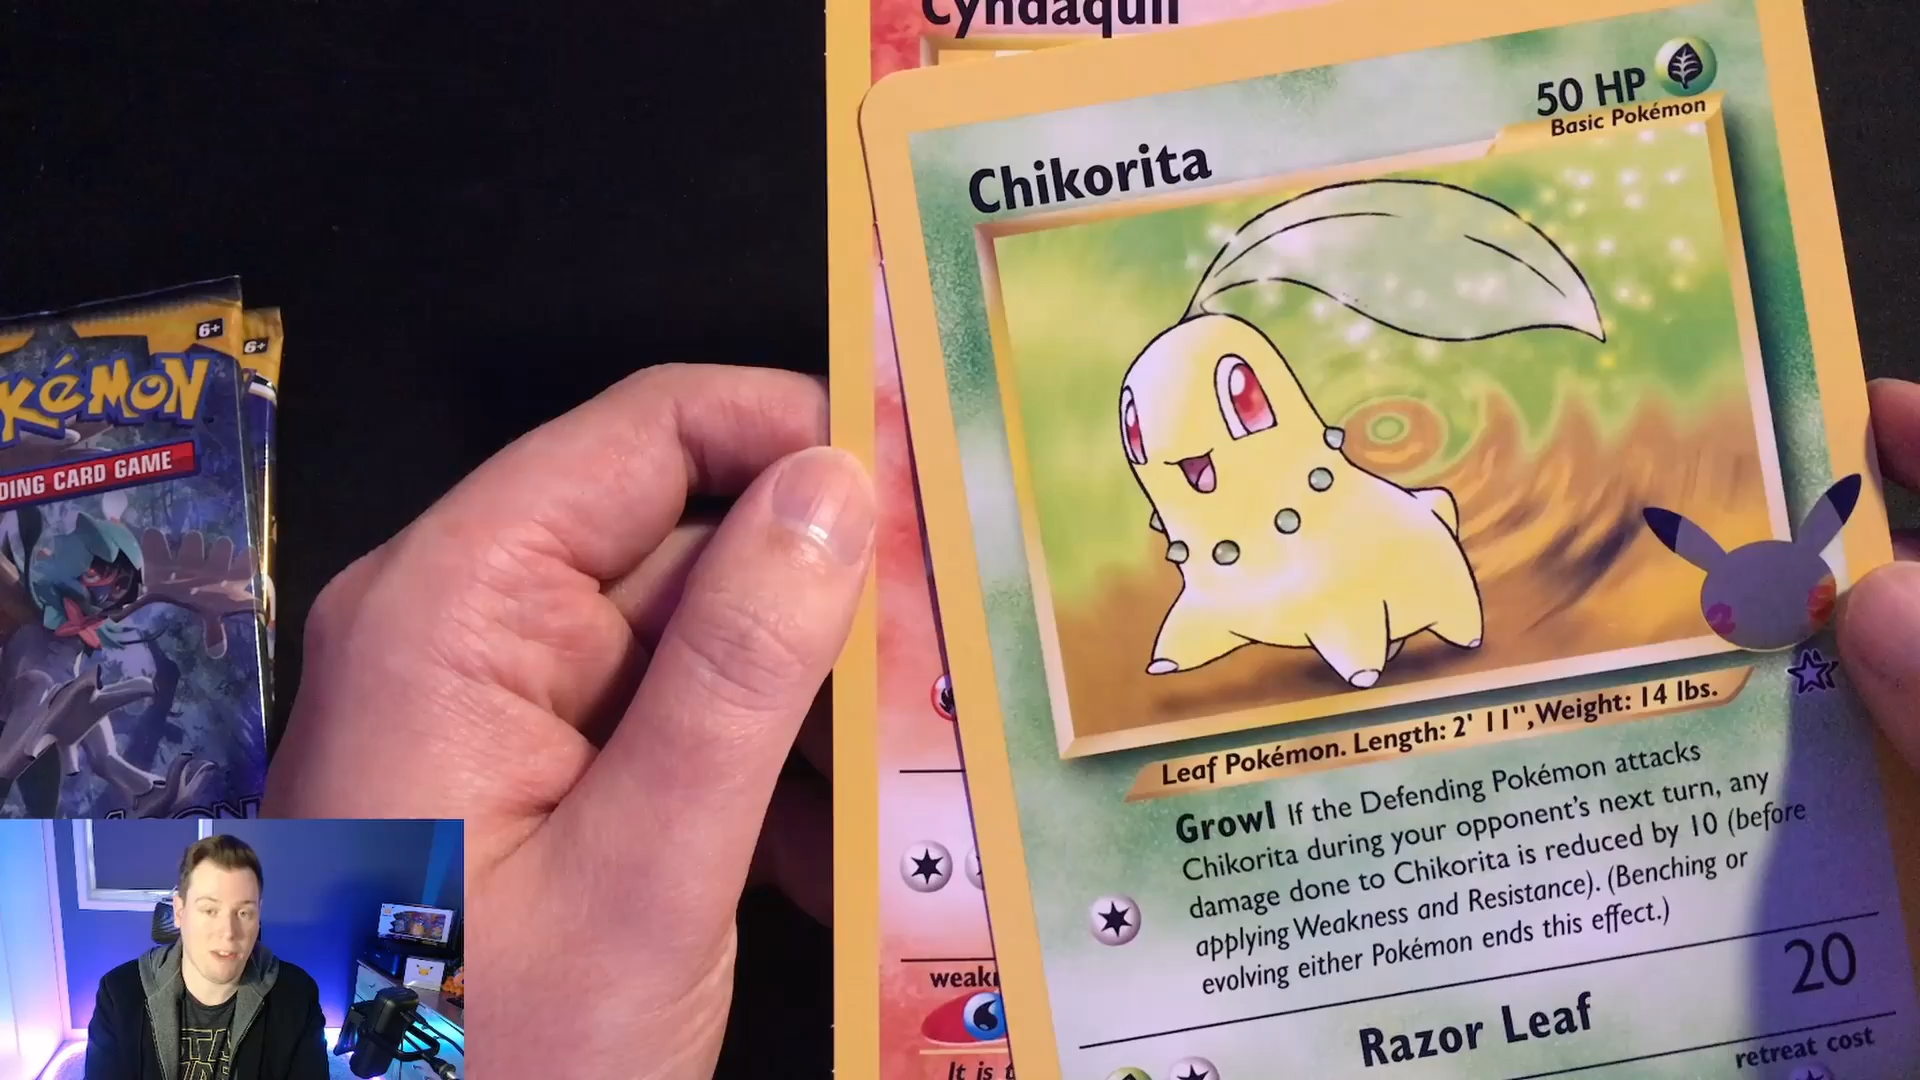 Cyndaquil
50 HP
Basic Pokémon
Chikorita
6+
6+
KéMON
DING CARD GAME
Leaf Pokémon. Length: 2' 11", Weight: 14 lbs.
Growl If the Defending Pokémon attacks
Chikorita during your opponent's next turn, any
damage done to Chikorita is reduced by 10 (before
applying Weakness and Resistance). (Benching or
evolving either Pokémon ends this effect.)
Razor Leaf
20
retreat cost
weak
It is